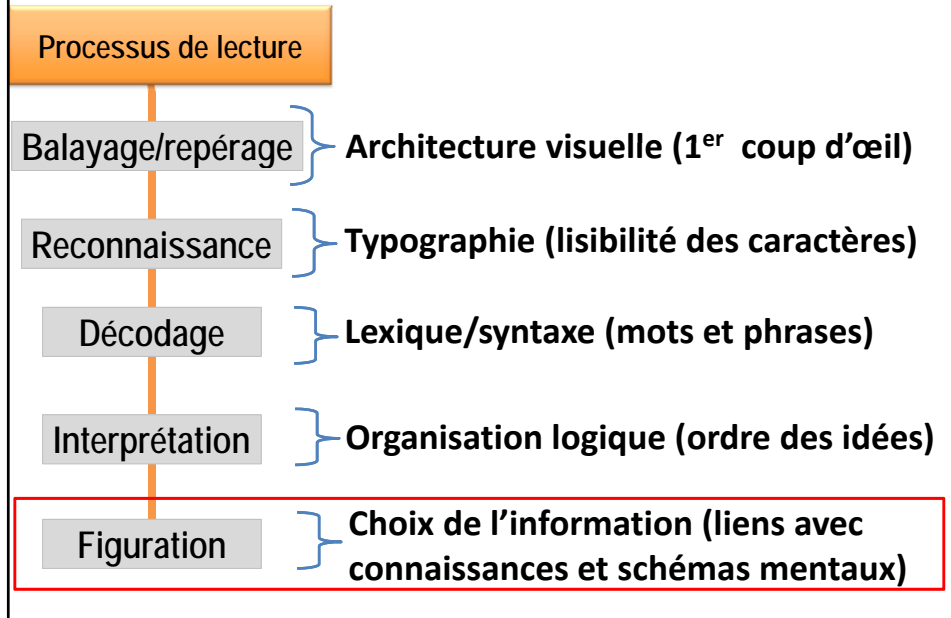 Processus de lecture
Balayage/repérage
Architecture visuelle (1er coup d’œil)
Reconnaissance
Typographie (lisibilité des caractères)
Décodage
Lexique/syntaxe (mots et phrases)
Interprétation
Organisation logique (ordre des idées)
Figuration
Choix de l’information (liens avec
connaissances et schémas mentaux)